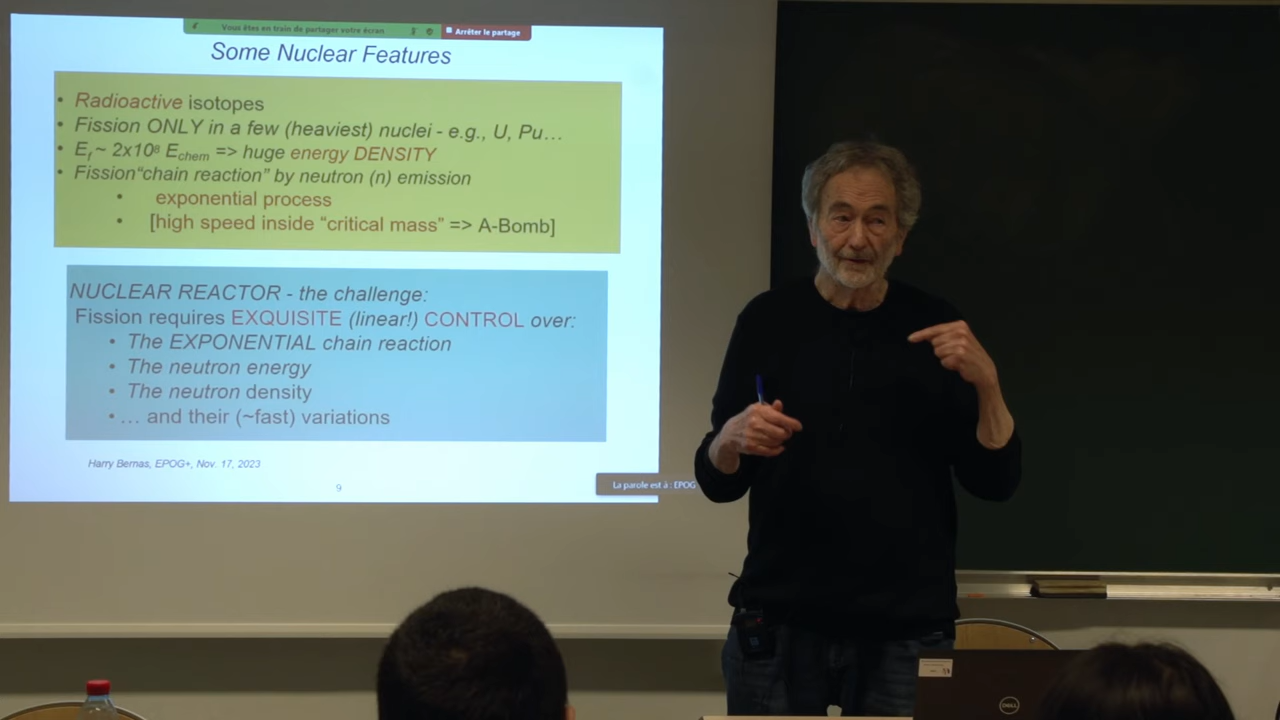 Vous êtes en train de partager votre écran
Arrêter le partage
Some Nuclear Features
• Radioactive isotopes
• Fission ONLY in a few (heaviest) nuclei - e.g., U, Pu…
• Ef ~ 2x10⁸ Echem => huge energy DENSITY
• Fission“chain reaction” by neutron (n) emission
• exponential process
• [high speed inside “critical mass” => A-Bomb]
NUCLEAR REACTOR - the challenge:
Fission requires EXQUISITE (linear!) CONTROL over:
• The EXPONENTIAL chain reaction
• The neutron energy
• The neutron density
• … and their (~fast) variations
Harry Bernas, EPOG+, Nov. 17, 2023
9
La parole est à : EPOG
DELL